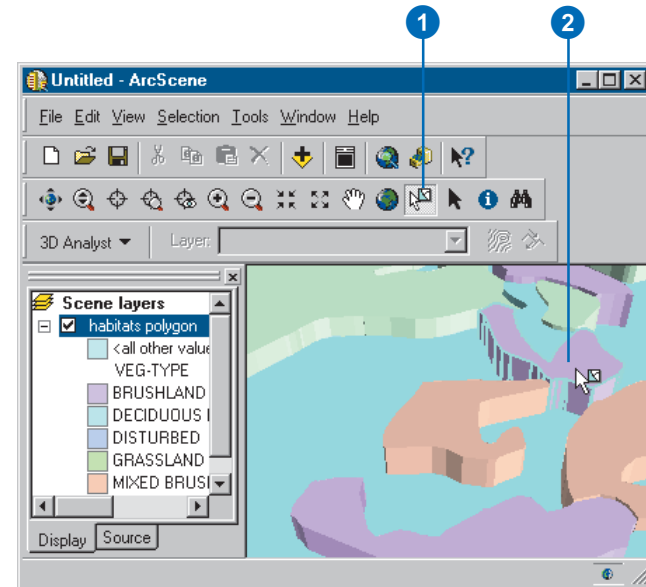 1 2
Untitled - ArcScene
File Edit View Selection Tools Window Help
3D Analyst Layer:
Scene layers
habitats polygon
<all other value
VEG-TYPE
BRUSHLAND
DECIDUOUS
DISTURBED
GRASSLAND
MIXED BRUSH
Display Source